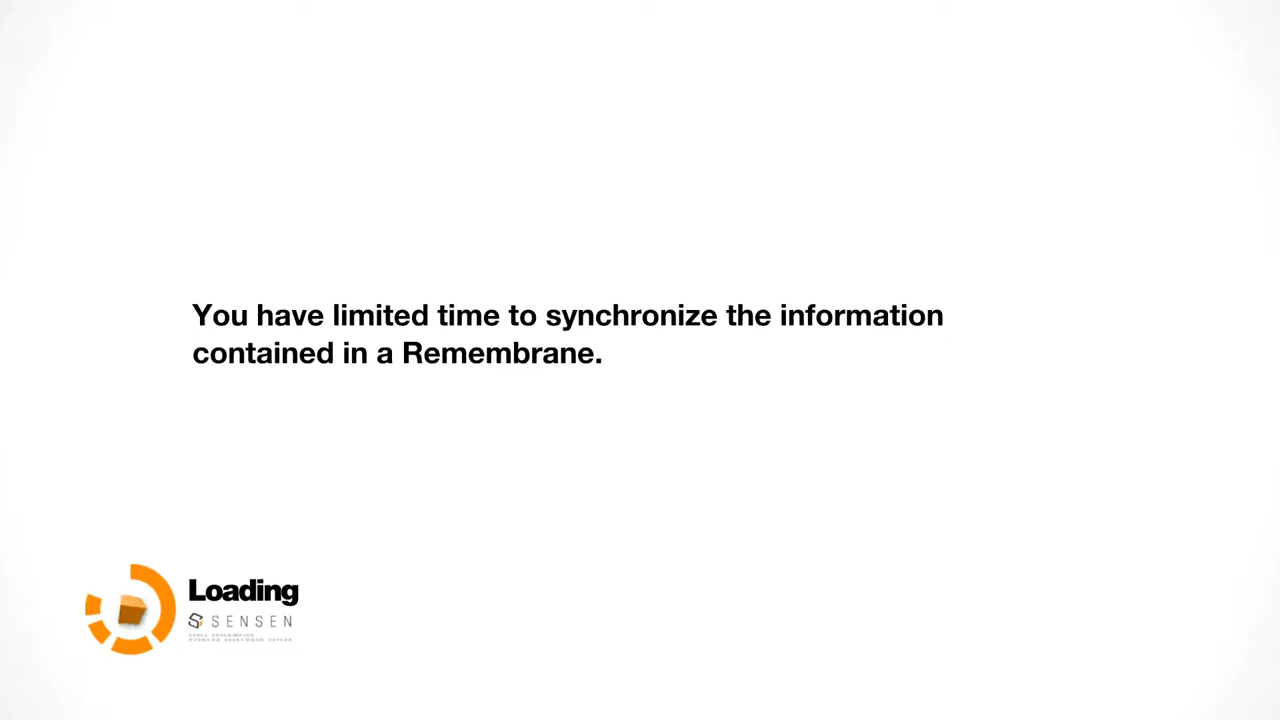 You have limited time to synchronize the information
contained in a Remembrane.
Loading
SENSEN